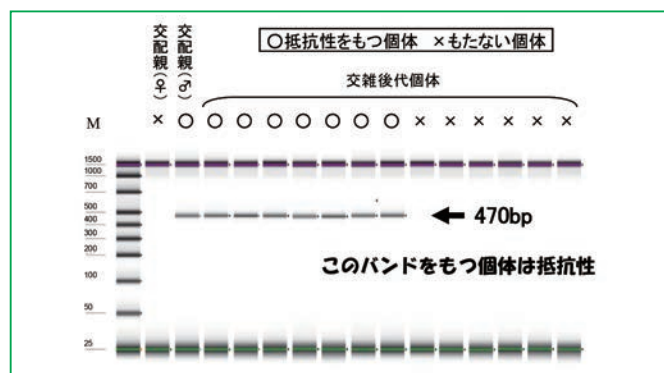 ○抵抗性をもつ個体 ×もたない個体
交配親(♀)
交配親(♂)
交雑後代個体
M
× ○ ○ ○ ○ ○ ○ ○ ○ × × × × × ×
1500
1000
700
500
400
300
200
100
50
25
← 470bp
このバンドをもつ個体は抵抗性